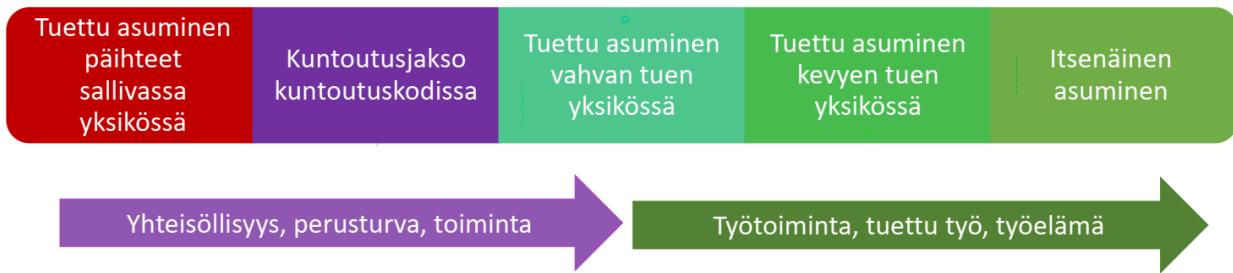 Tuettu asuminen
päihteet
sallivassa
yksikössä
Kuntoutusjakso
kuntoutuskodissa
Tuettu asuminen
vahvan tuen
yksikössä
Tuettu asuminen
kevyen tuen
yksikössä
Itsenäinen
asuminen
Yhteisöllisyys, perusturva, toiminta
Työtoiminta, tuettu työ, työelämä